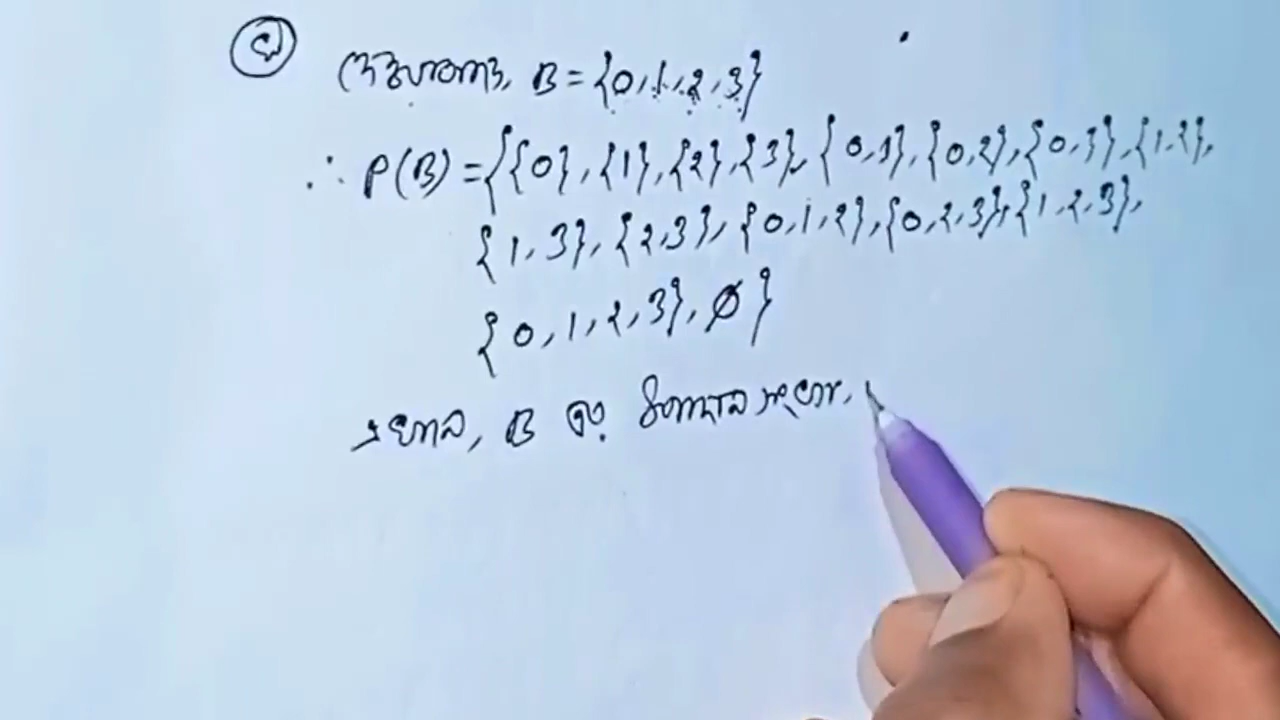 খ
দেওয়াআছে, B = {0, 1, 2, 3}
∴ P(B) = {{0}, {1}, {2}, {3}, {0, 1}, {0, 2}, {0, 3}, {1, 2},
{1, 3}, {2, 3}, {0, 1, 2}, {0, 2, 3}, {1, 2, 3},
{0, 1, 2, 3}, ∅}
এখানে, B এর উপাদান সংখ্যা,